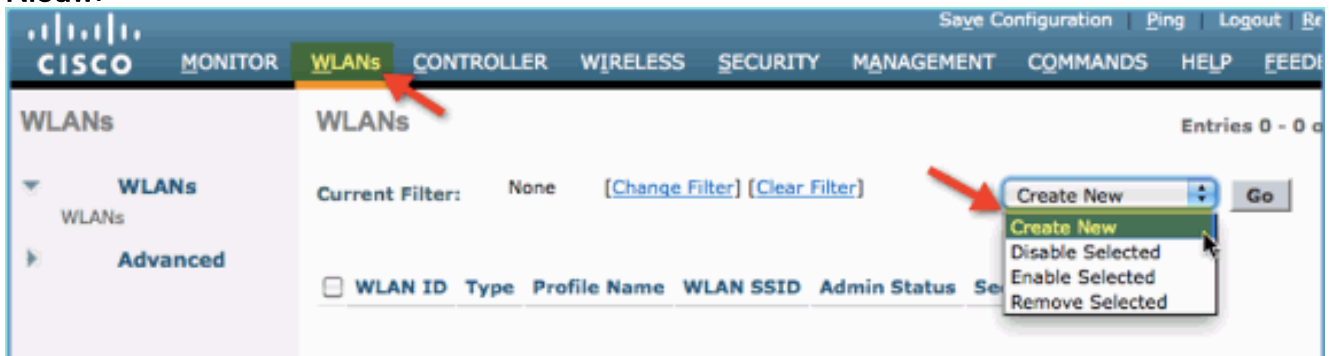 Save Configuration | Ping | Logout |
CISCO MONITOR WLANs CONTROLLER WIRELESS SECURITY MANAGEMENT COMMANDS HELP
WLANs
WLANs
Entries 0 - 0
WLANs
WLANs
Advanced
Current Filter: None [Change Filter] [Clear Filter]
Create New Go
Create New
Disable Selected
Enable Selected
Remove Selected
WLAN ID Type Profile Name WLAN SSID Admin Status